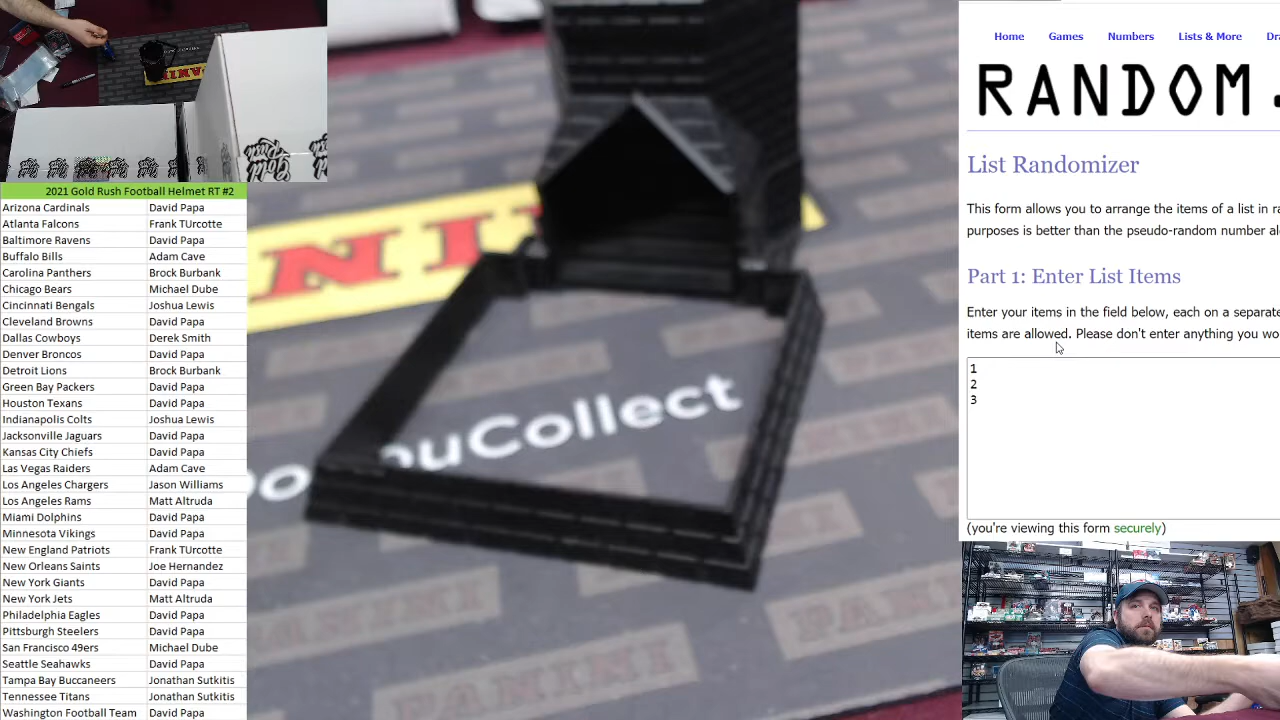 2021 Gold Rush Football Helmet RT #2
Arizona Cardinals David Papa
Atlanta Falcons Frank TUrcotte
Baltimore Ravens David Papa
Buffalo Bills Adam Cave
Carolina Panthers Brock Burbank
Chicago Bears Michael Dube
Cincinnati Bengals Joshua Lewis
Cleveland Browns David Papa
Dallas Cowboys Derek Smith
Denver Broncos David Papa
Detroit Lions Brock Burbank
Green Bay Packers David Papa
Houston Texans David Papa
Indianapolis Colts Joshua Lewis
Jacksonville Jaguars David Papa
Kansas City Chiefs David Papa
Las Vegas Raiders Adam Cave
Los Angeles Chargers Jason Williams
Los Angeles Rams Matt Altruda
Miami Dolphins David Papa
Minnesota Vikings David Papa
New England Patriots Frank TUrcotte
New Orleans Saints Joe Hernandez
New York Giants David Papa
New York Jets Matt Altruda
Philadelphia Eagles David Papa
Pittsburgh Steelers David Papa
San Francisco 49ers Michael Dube
Seattle Seahawks David Papa
Tampa Bay Buccaneers Jonathan Sutkitis
Tennessee Titans Jonathan Sutkitis
Washington Football Team David Papa
Home Games Numbers Lists & More
RANDOM.
List Randomizer
This form allows you to arrange the items of a list in
purposes is better than the pseudo-random number
Part 1: Enter List Items
Enter your items in the field below, each on a separate
items are allowed. Please don't enter anything you
1
2
3
(you're viewing this form securely)